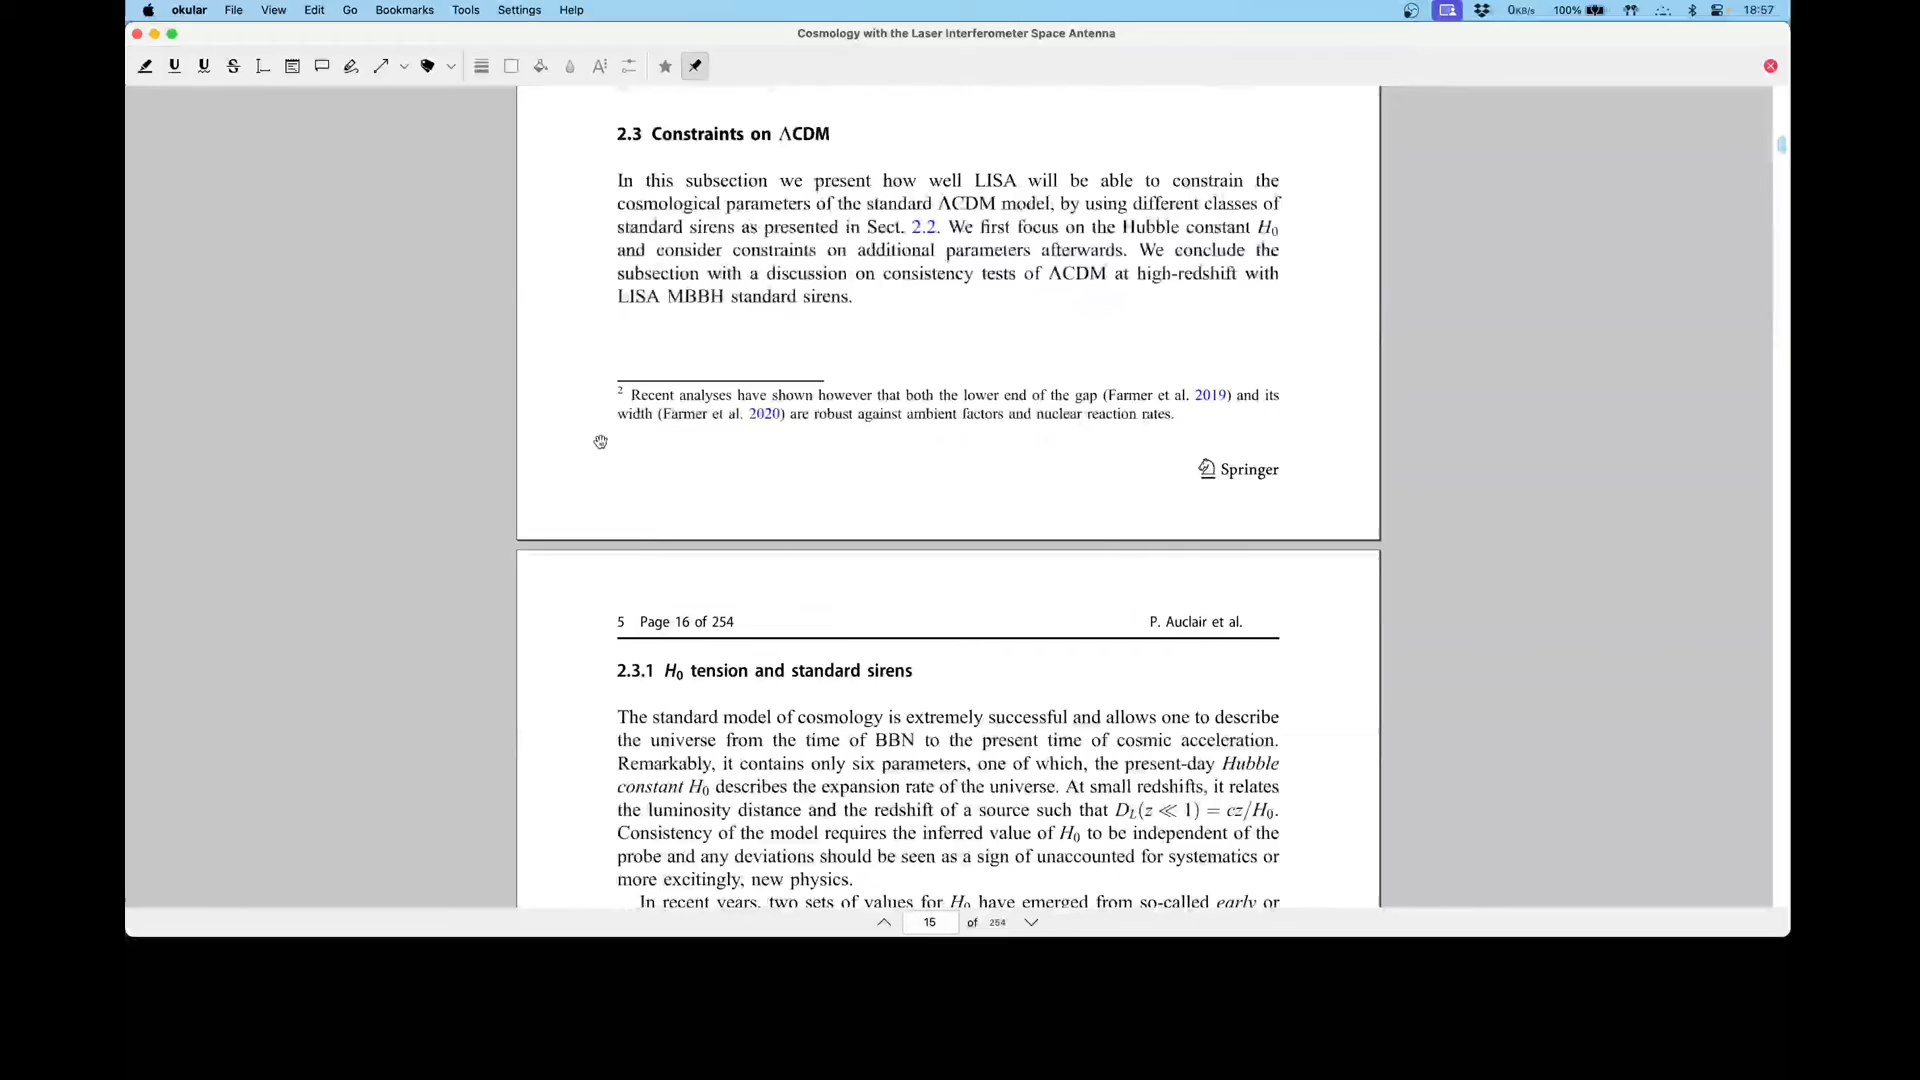 okular File View Edit Go Bookmarks Tools Settings Help 0KB/s 100% 18:57
Cosmology with the Laser Interferometer Space Antenna
2.3 Constraints on ΛCDM
In this subsection we present how well LISA will be able to constrain the
cosmological parameters of the standard ΛCDM model, by using different classes of
standard sirens as presented in Sect. 2.2. We first focus on the Hubble constant H₀
and consider constraints on additional parameters afterwards. We conclude the
subsection with a discussion on consistency tests of ΛCDM at high-redshift with
LISA MBBH standard sirens.
² Recent analyses have shown however that both the lower end of the gap (Farmer et al. 2019) and its
width (Farmer et al. 2020) are robust against ambient factors and nuclear reaction rates.
Springer
5 Page 16 of 254 P. Auclair et al.
2.3.1 H₀ tension and standard sirens
The standard model of cosmology is extremely successful and allows one to describe
the universe from the time of BBN to the present time of cosmic acceleration.
Remarkably, it contains only six parameters, one of which, the present-day Hubble
constant H₀ describes the expansion rate of the universe. At small redshifts, it relates
the luminosity distance and the redshift of a source such that D_L(z ≪ 1) = cz/H₀.
Consistency of the model requires the inferred value of H₀ to be independent of the
probe and any deviations should be seen as a sign of unaccounted for systematics or
more excitingly, new physics.
In recent years, two sets of values for H₀ have emerged from so-called early or
15 of 254